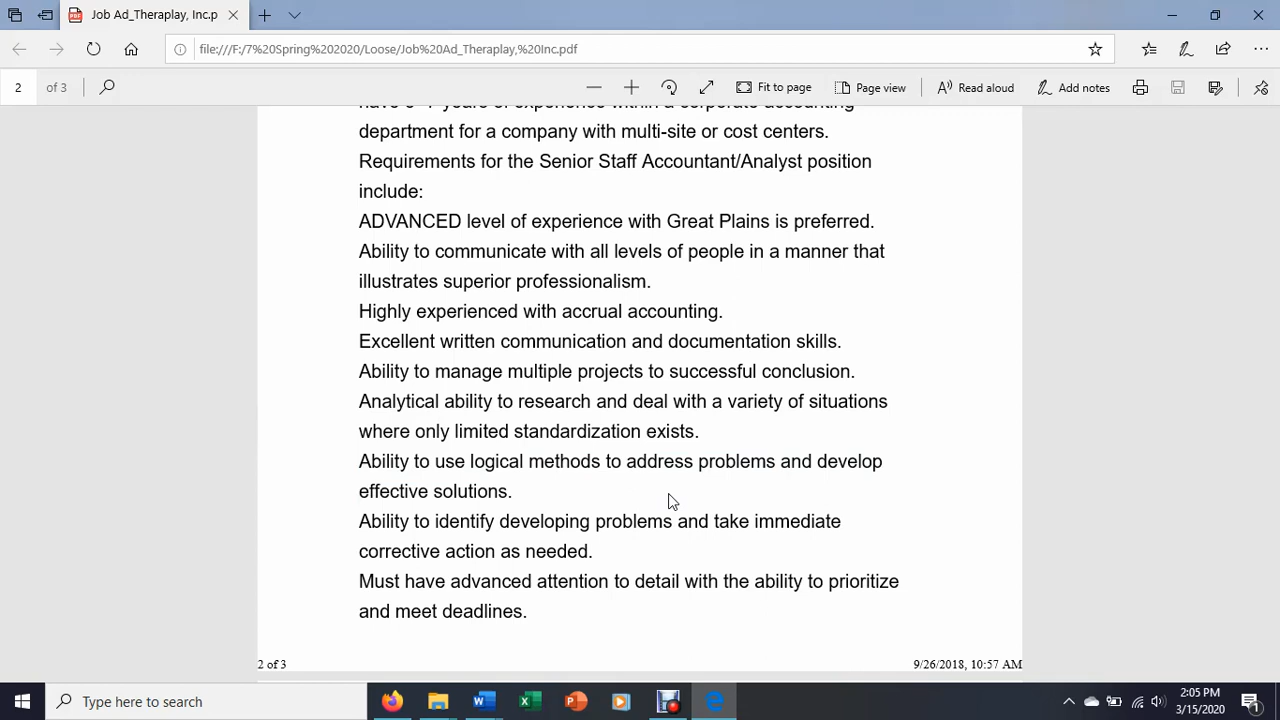 Job Ad_Theraplay, Inc.p
file:///F:/7%20Spring%202020/Loose/Job%20Ad_Theraplay,%20Inc.pdf
2 of 3
Fit to page
Page view
Read aloud
Add notes
years of experience within a corporate accounting
department for a company with multi-site or cost centers.
Requirements for the Senior Staff Accountant/Analyst position
include:
ADVANCED level of experience with Great Plains is preferred.
Ability to communicate with all levels of people in a manner that
illustrates superior professionalism.
Highly experienced with accrual accounting.
Excellent written communication and documentation skills.
Ability to manage multiple projects to successful conclusion.
Analytical ability to research and deal with a variety of situations
where only limited standardization exists.
Ability to use logical methods to address problems and develop
effective solutions.
Ability to identify developing problems and take immediate
corrective action as needed.
Must have advanced attention to detail with the ability to prioritize
and meet deadlines.
2 of 3
9/26/2018, 10:57 AM
Type here to search
2:05 PM
3/15/2020